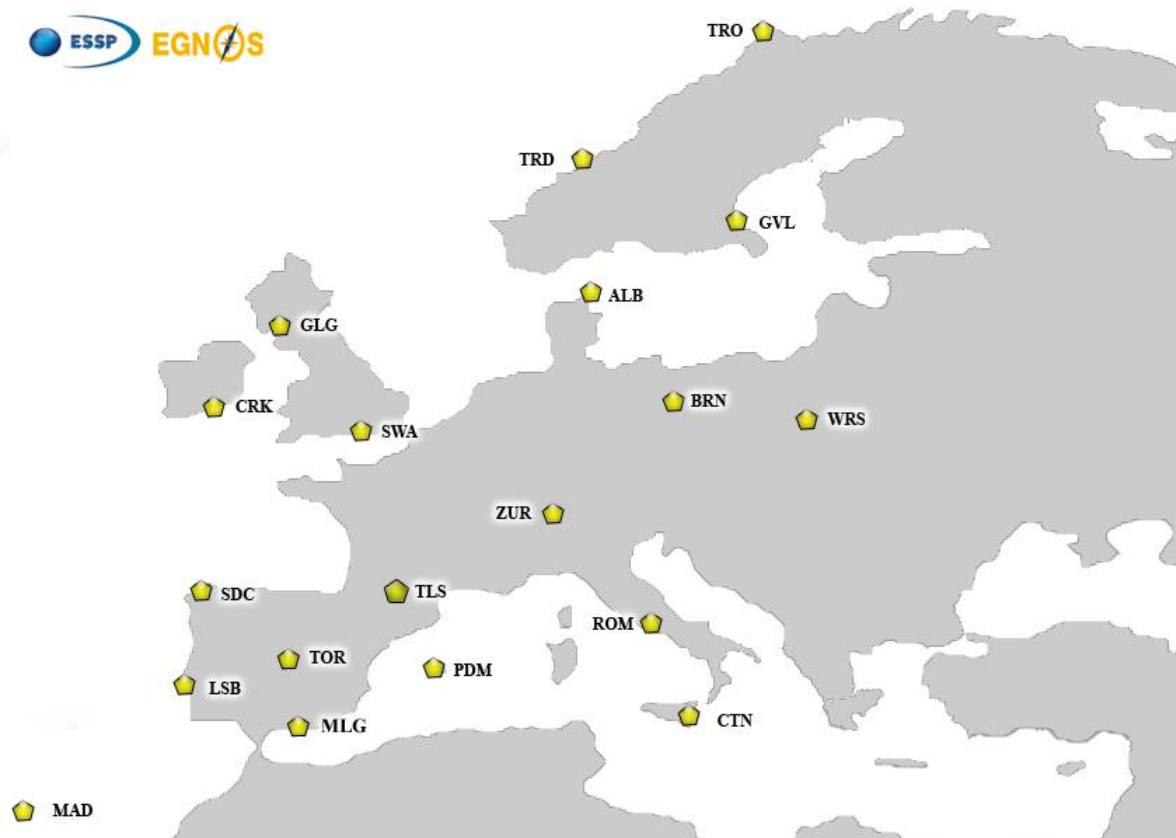 ESSP EGNOS
TRO
TRD
GVL
ALB
GLG
BRN
CRK
WRS
SWA
ZUR
SDC
TLS
ROM
TOR
PDM
LSB
CTN
MLG
MAD